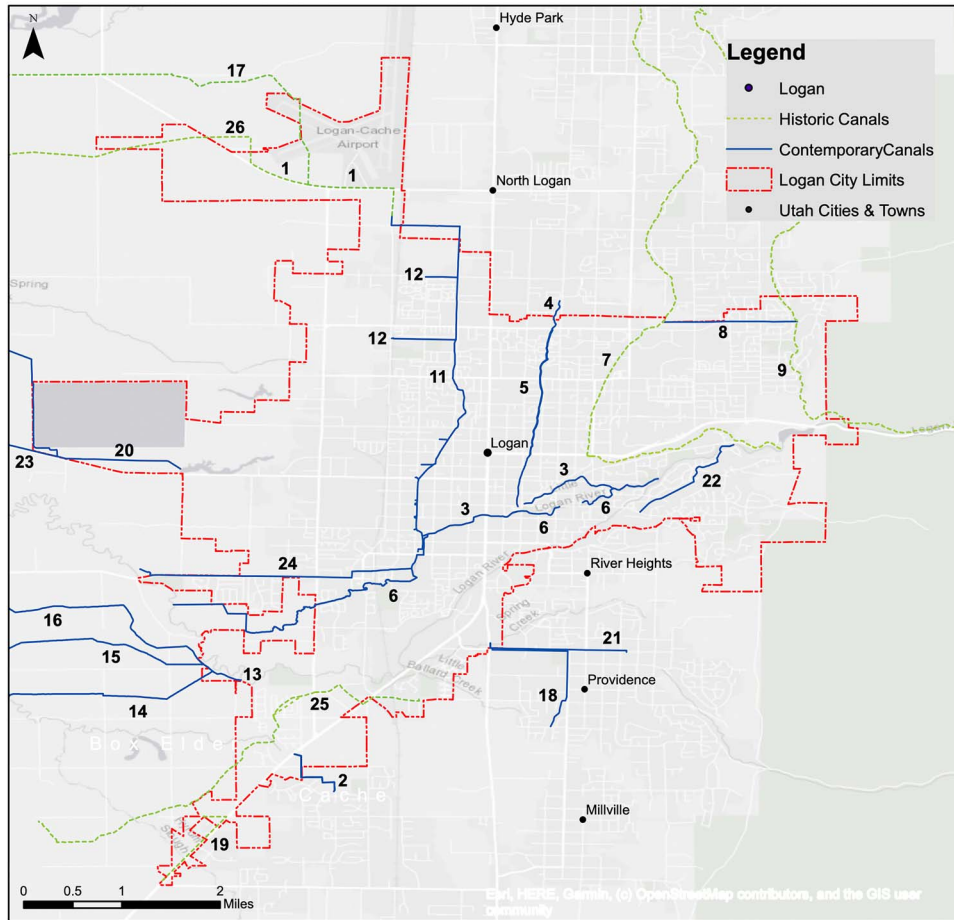 N
Hyde Park
Legend
Logan
Historic Canals
ContemporaryCanals
Logan City Limits
Utah Cities & Towns
17
26
Logan-Cache
Airport
1
1
North Logan
Spring
12
4
12
8
7
11
5
9
Logan
23
20
3
22
Logan River
3
6
6
24
River Heights
6
Logan River
Spring
Creek
16
21
15
Little
Ballard Creek
13
18
Providence
14
25
Box Elde
2
Cache
Millville
19
0
0.5
1
2
Miles
Esri, HERE, Garmin, (c) OpenStreetMap contributors, and the GIS user
community